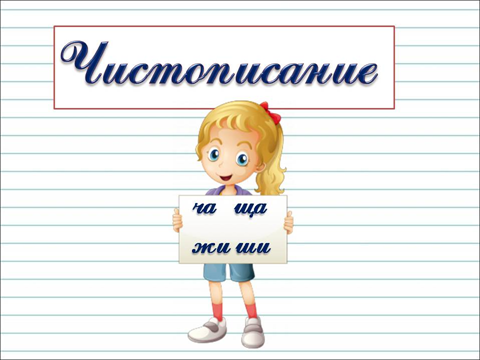 Чистописание
ча ща
жи ши